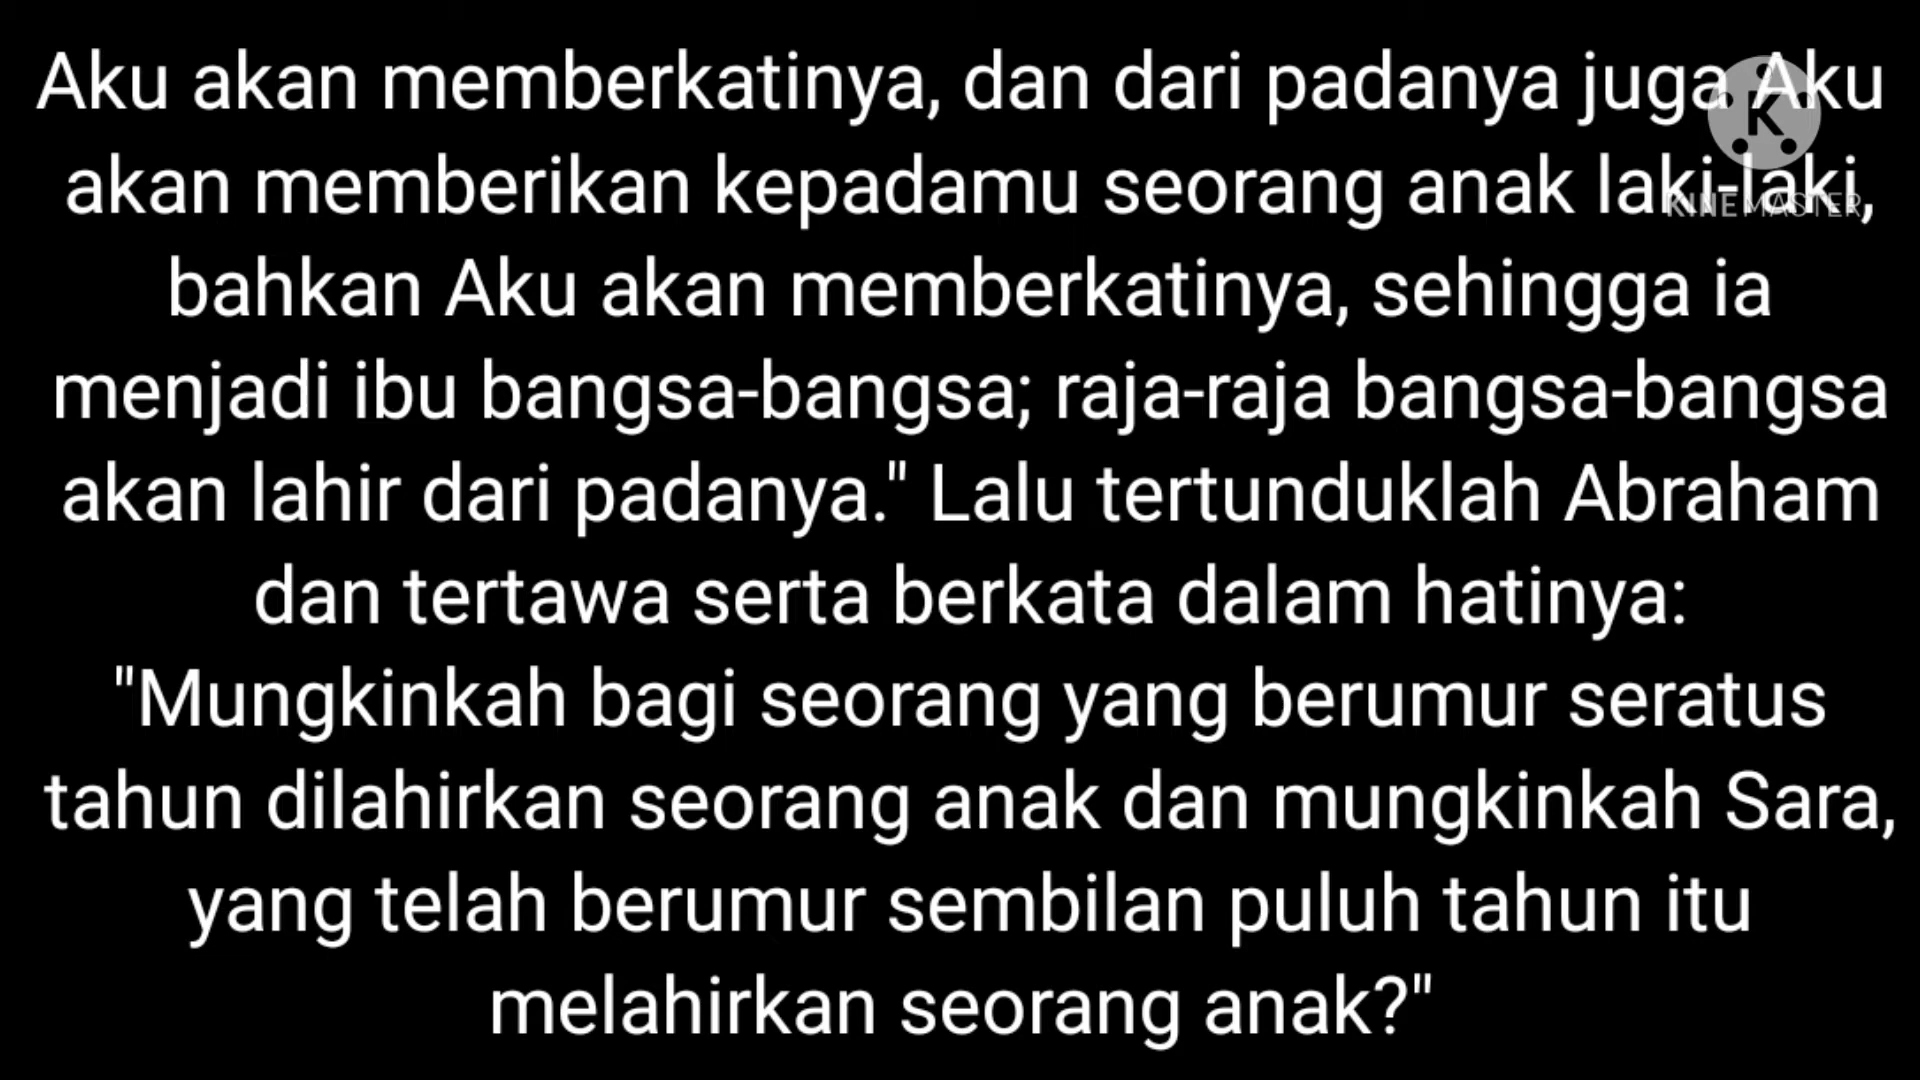 Aku akan memberkatinya, dan dari padanya juga Aku
akan memberikan kepadamu seorang anak laki-laki,
KINEMASTER
bahkan Aku akan memberkatinya, sehingga ia
menjadi ibu bangsa-bangsa; raja-raja bangsa-bangsa
akan lahir dari padanya." Lalu tertunduklah Abraham
dan tertawa serta berkata dalam hatinya:
"Mungkinkah bagi seorang yang berumur seratus
tahun dilahirkan seorang anak dan mungkinkah Sara,
yang telah berumur sembilan puluh tahun itu
melahirkan seorang anak?"